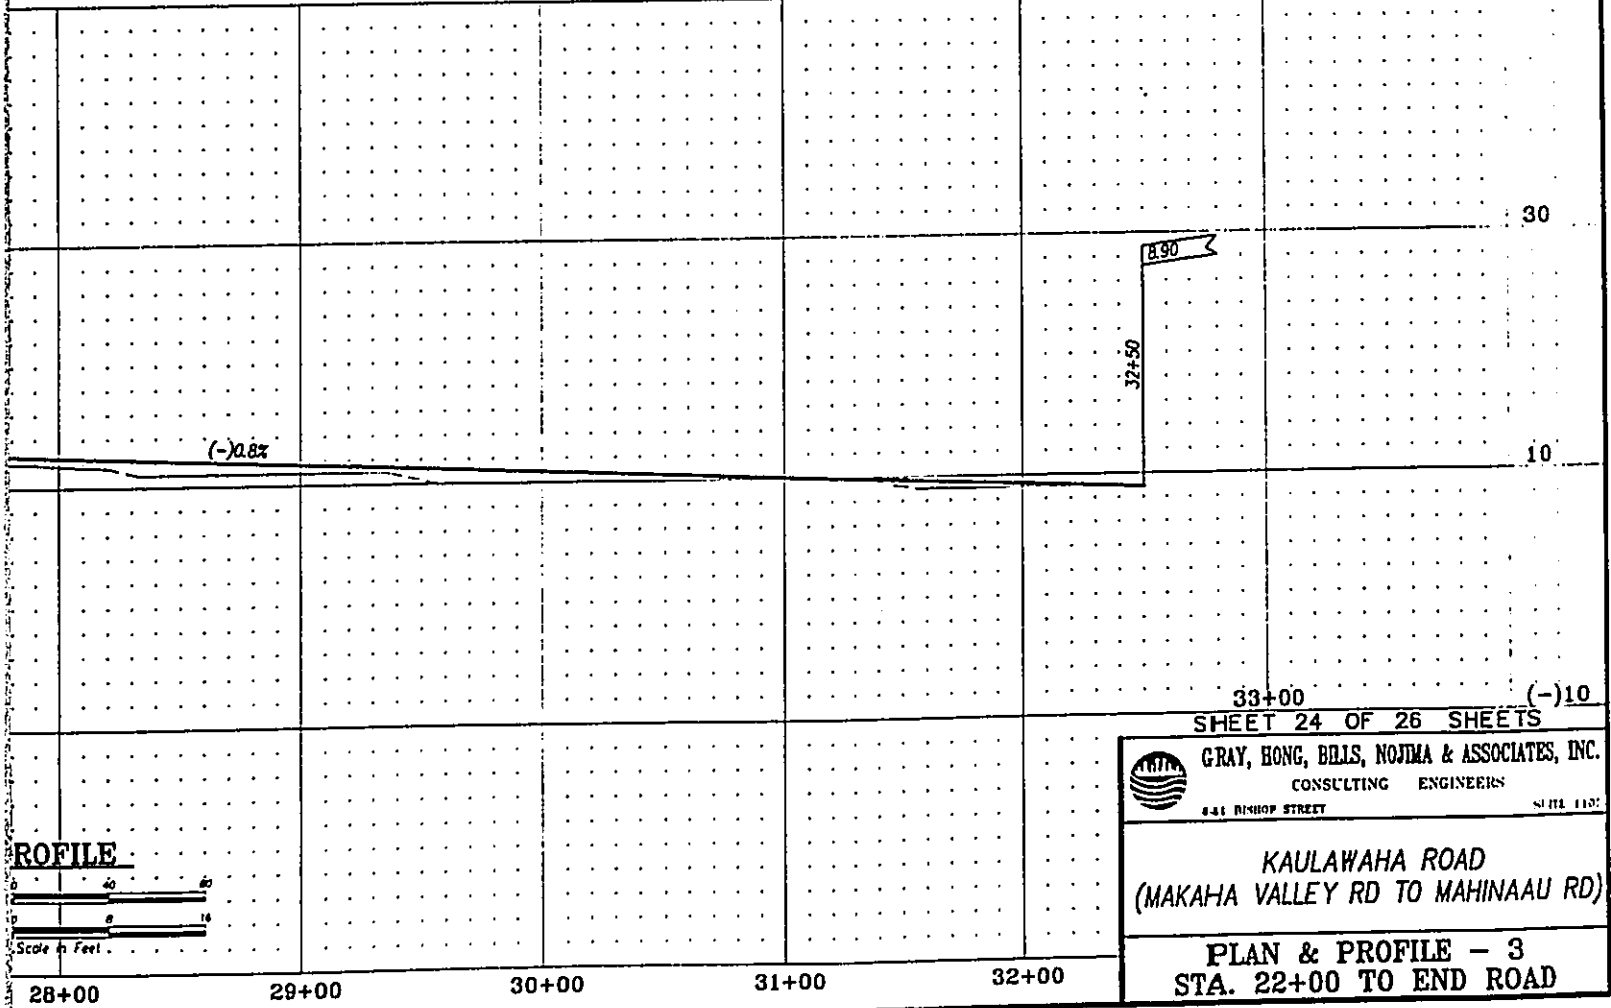 30
8.90
32+50
(-)0.8%
10
33+00
(-)10
SHEET 24 OF 26 SHEETS
GRAY, HONG, BILLS, NOJIMA & ASSOCIATES, INC.
CONSULTING ENGINEERS
841 BISHOP STREET
KAULAWAHA ROAD
(MAKAHA VALLEY RD TO MAHINAAU RD)
PLAN & PROFILE - 3
STA. 22+00 TO END ROAD
ROFILE
0 40 80
0 8 16
Scale in Feet
28+00 29+00 30+00 31+00 32+00